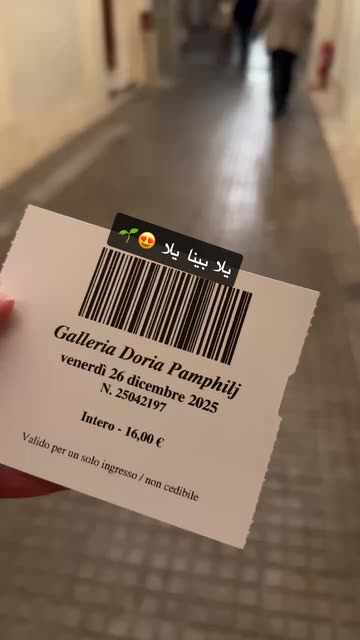 يلا بينا يلا 😍🌱
Galleria Doria Pamphilj
venerdì 26 dicembre 2025
N. 25042197
Intero - 16,00 €
Valido per un solo ingresso / non cedibile